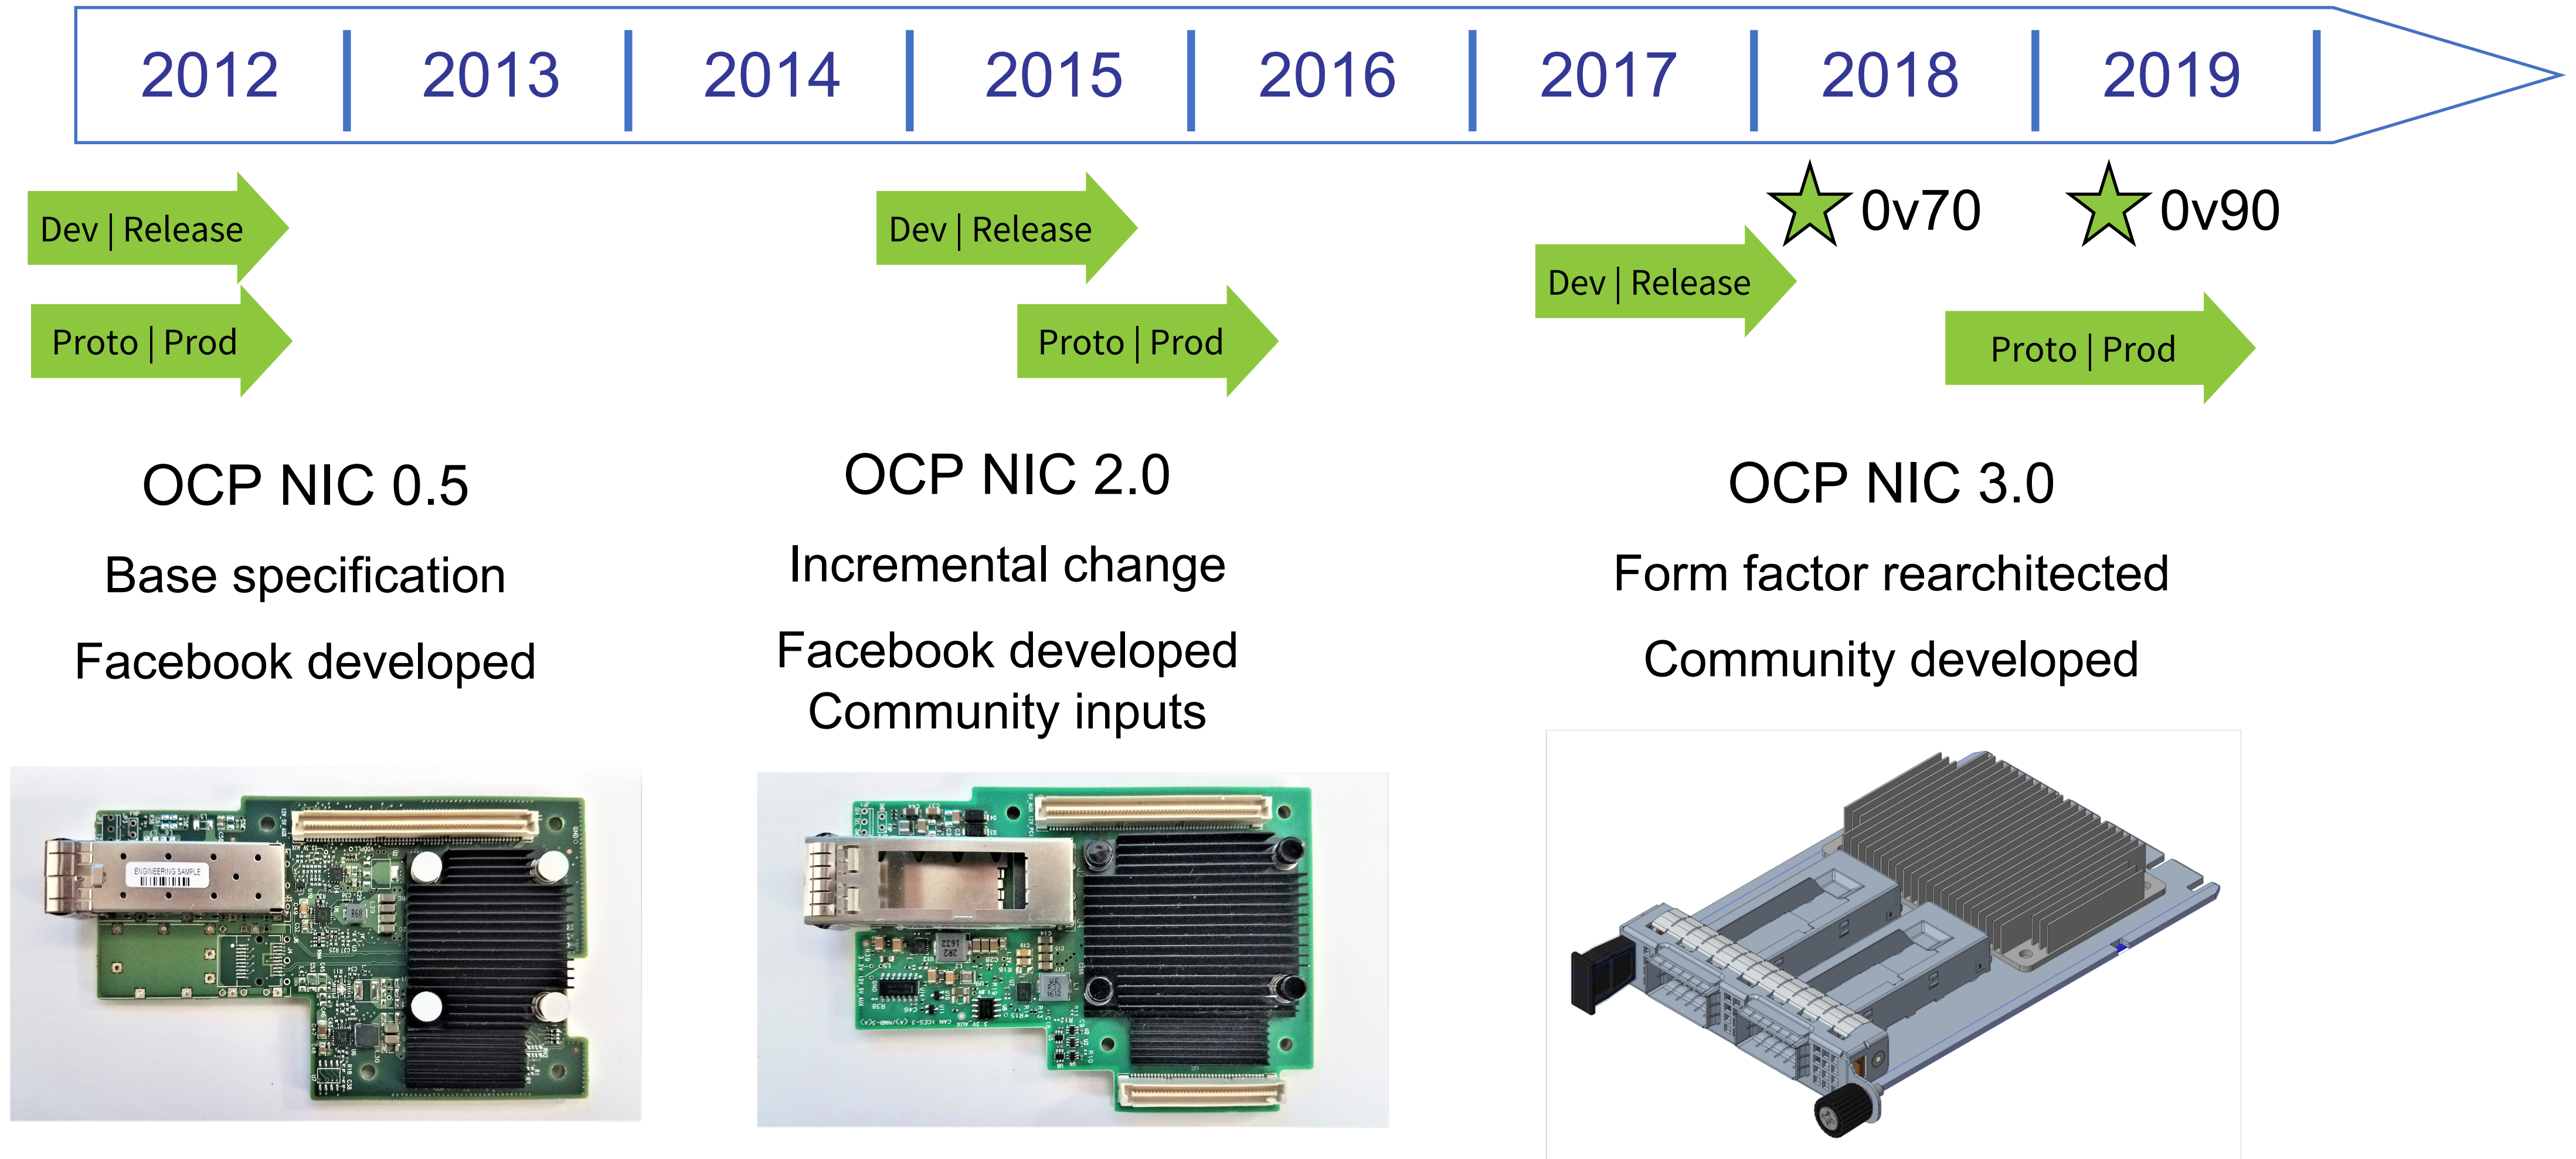 2012 2013 2014 2015 2016 2017 2018 2019
0v70 0v90
Dev | Release
Proto | Prod
Dev | Release
Proto | Prod
Dev | Release
Proto | Prod
OCP NIC 0.5
Base specification
Facebook developed
OCP NIC 2.0
Incremental change
Facebook developed
Community inputs
OCP NIC 3.0
Form factor rearchitected
Community developed
ENGINEERING SAMPLE